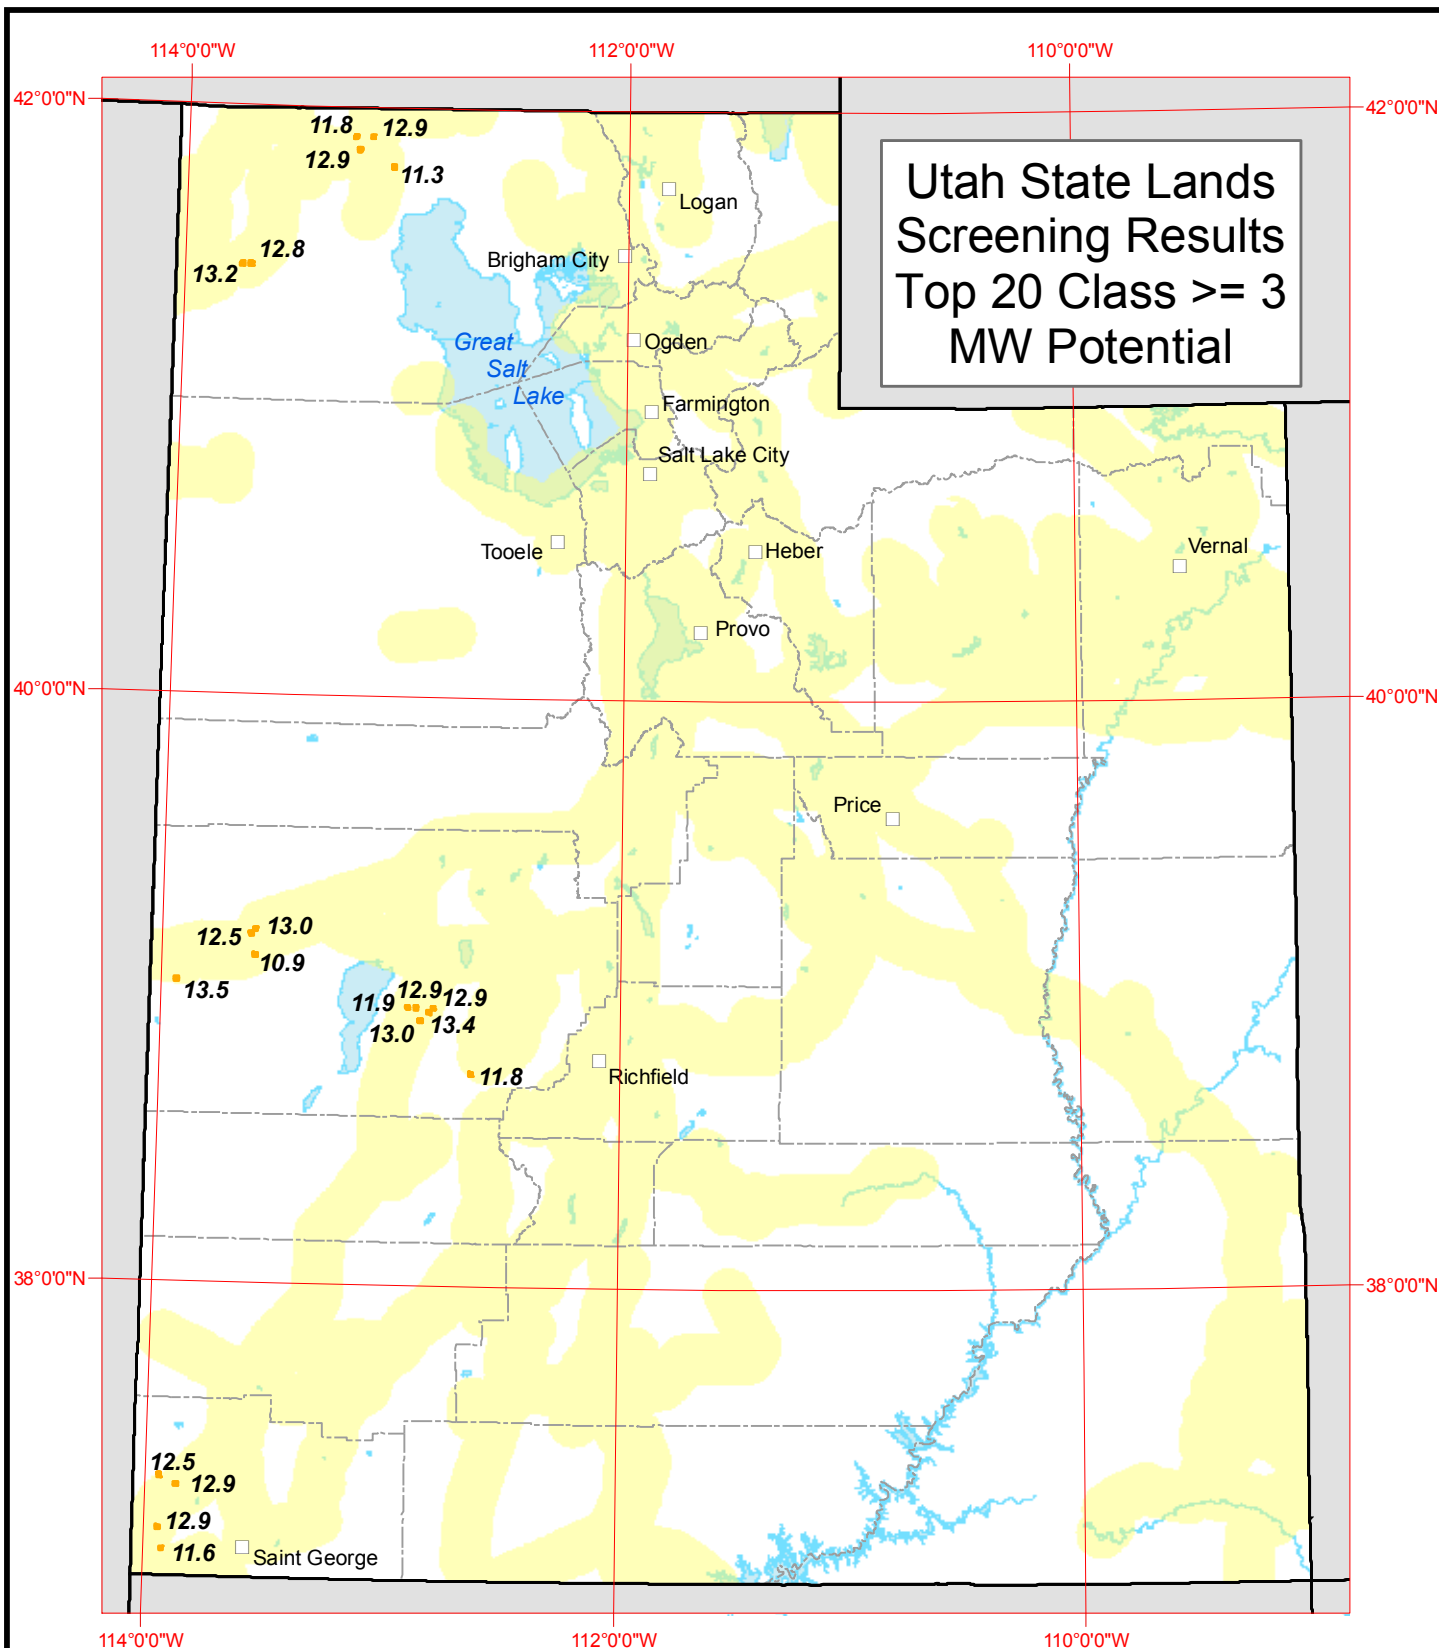 114°0'0"W
112°0'0"W
110°0'0"W
42°0'0"N
42°0'0"N
Utah State Lands
Screening Results
Top 20 Class >= 3
MW Potential
11.8
12.9
12.9
11.3
Logan
12.8
13.2
Brigham City
Great
Salt
Lake
Ogden
Farmington
Salt Lake City
Tooele
Heber
Vernal
Provo
40°0'0"N
40°0'0"N
Price
13.0
12.5
10.9
13.5
12.9
12.9
11.9
13.4
13.0
11.8
Richfield
38°0'0"N
38°0'0"N
12.5
12.9
12.9
11.6
Saint George
114°0'0"W
112°0'0"W
110°0'0"W